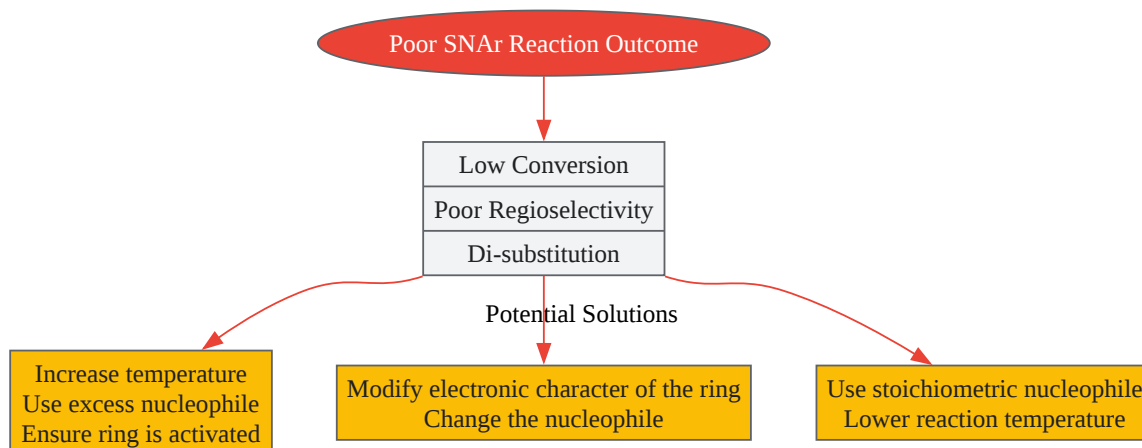 Poor SNAr Reaction Outcome
Low Conversion
Poor Regioselectivity
Di-substitution
Potential Solutions
Increase temperature
Use excess nucleophile
Ensure ring is activated
Modify electronic character of the ring
Change the nucleophile
Use stoichiometric nucleophile
Lower reaction temperature